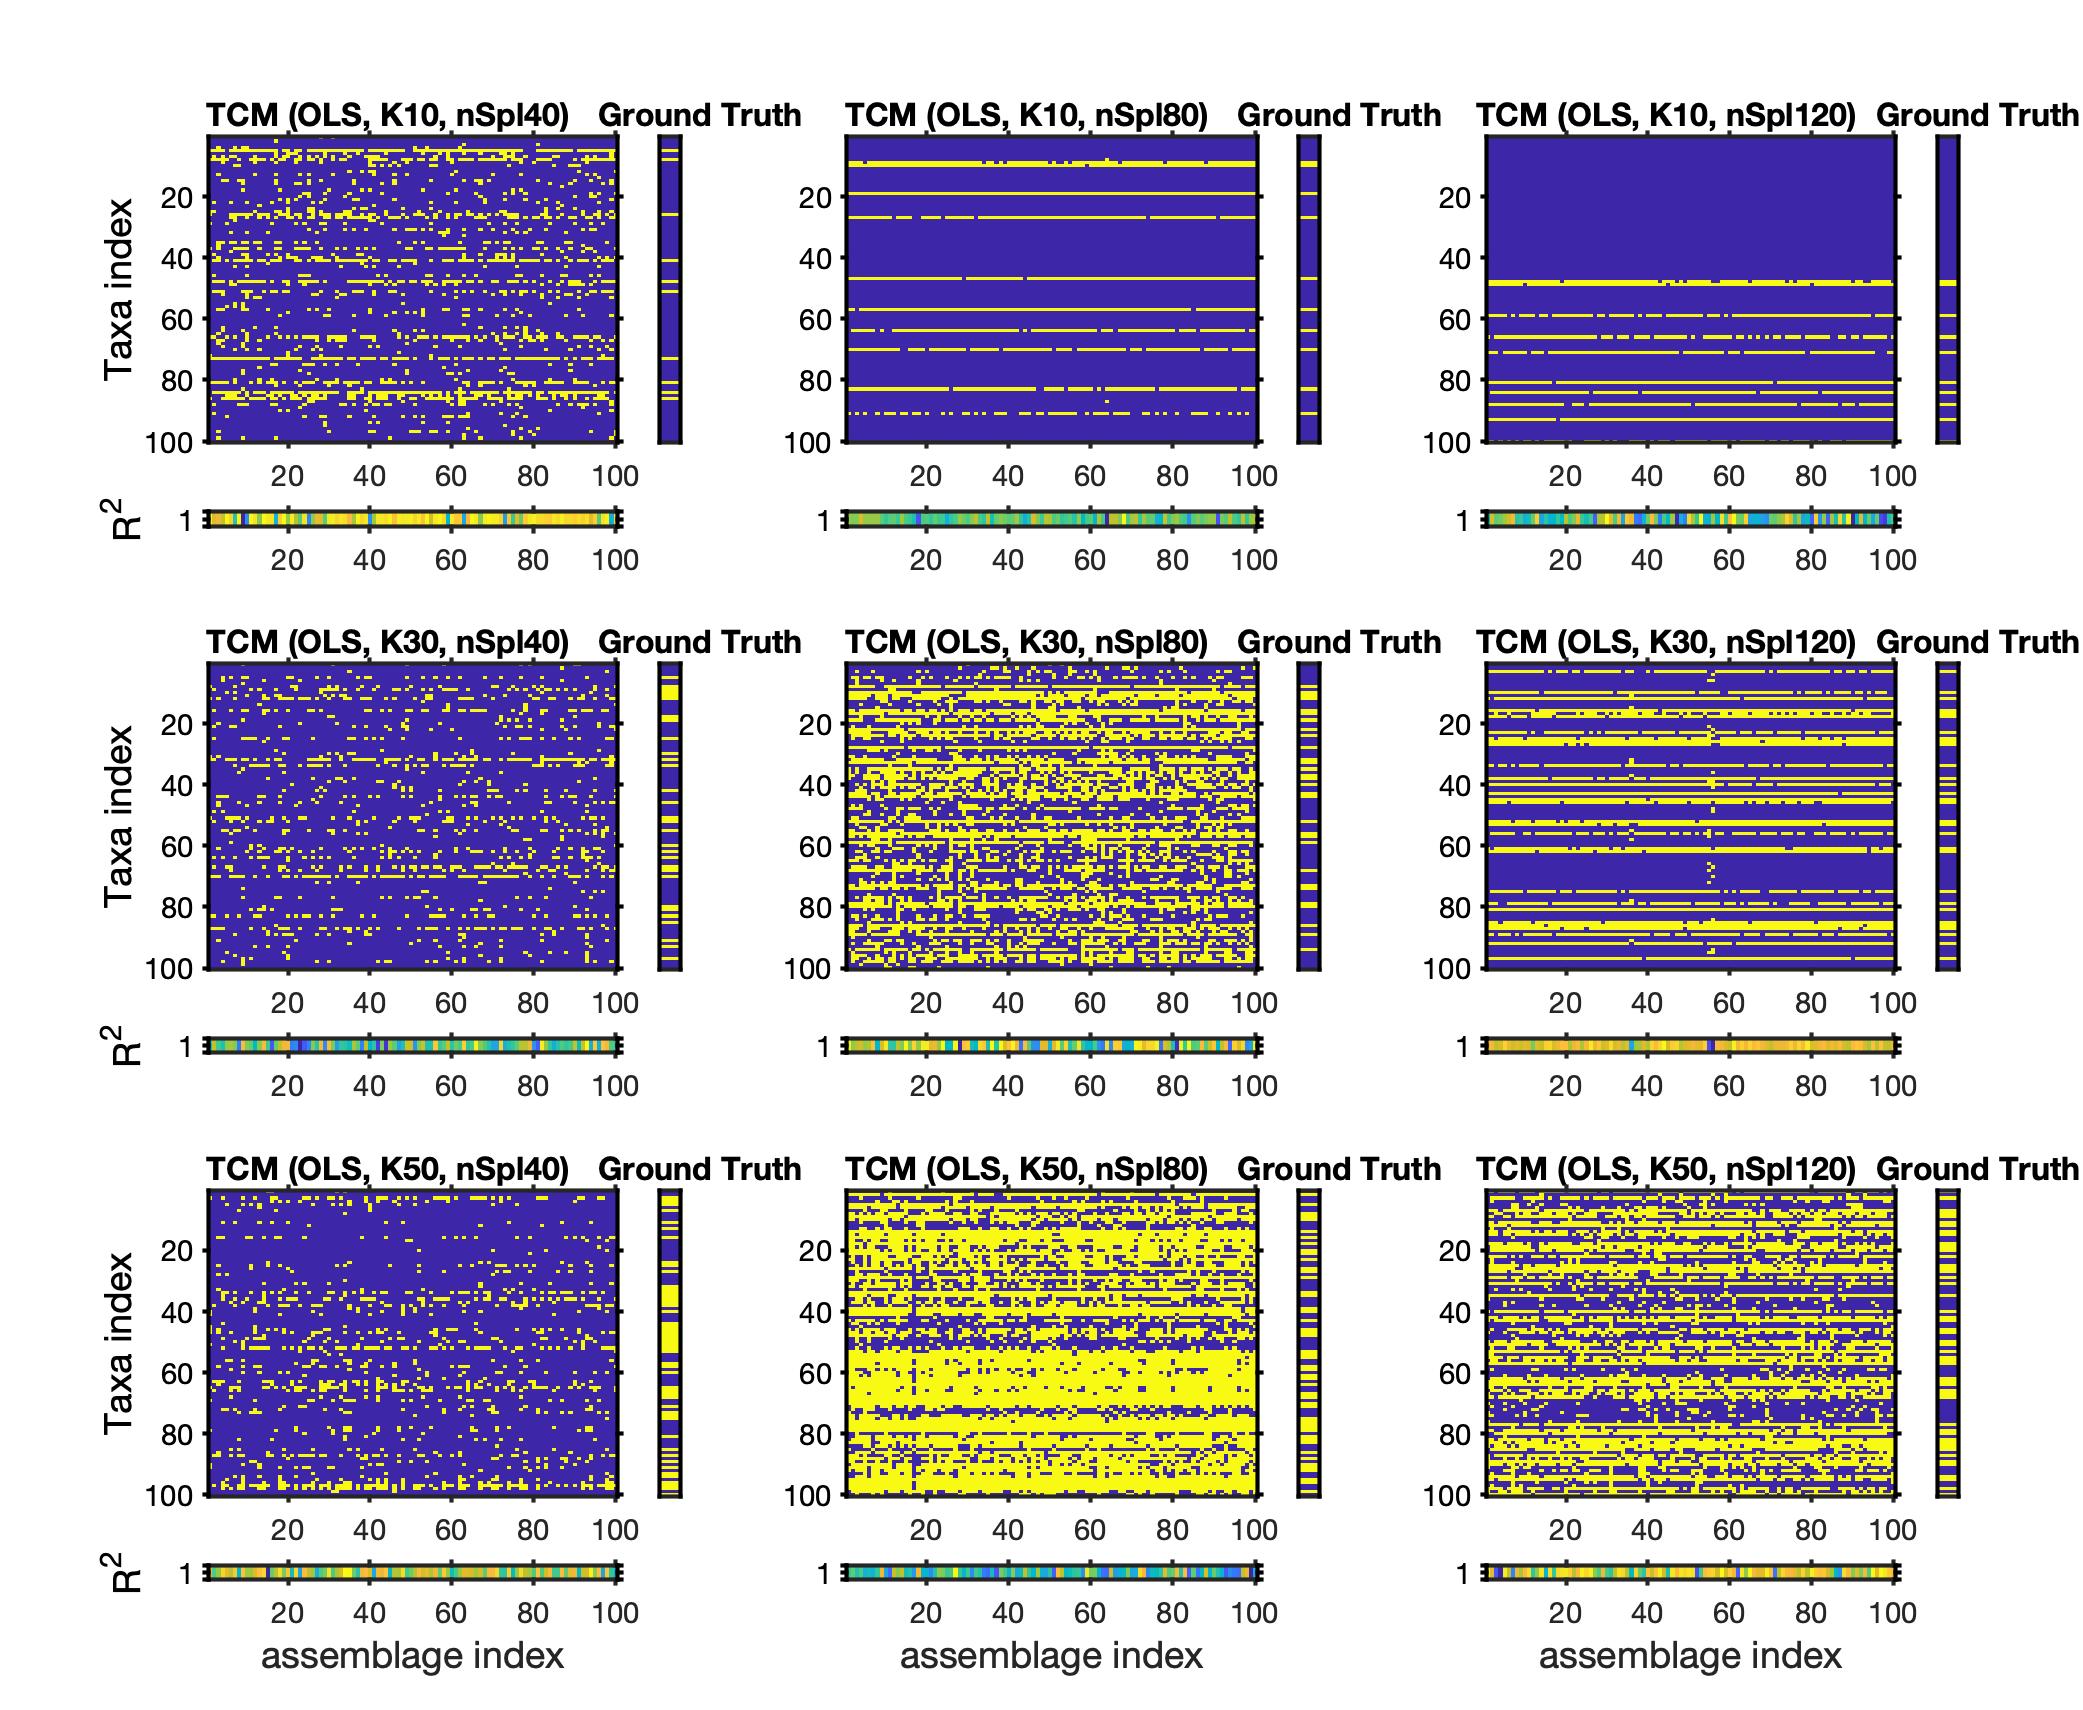 TCM (OLS, K10, nSpl40) Ground Truth TCM (OLS, K10, nSpl80) Ground Truth TCM (OLS, K10, nSpl120) Ground Truth
Taxa index
20 20 20
40 40 40
60 60 60
80 80 80
100 100 100
20 40 60 80 100 20 40 60 80 100 20 40 60 80 100
R2 1 1 1
20 40 60 80 100 20 40 60 80 100 20 40 60 80 100
TCM (OLS, K30, nSpl40) Ground Truth TCM (OLS, K30, nSpl80) Ground Truth TCM (OLS, K30, nSpl120) Ground Truth
Taxa index
20 20 20
40 40 40
60 60 60
80 80 80
100 100 100
20 40 60 80 100 20 40 60 80 100 20 40 60 80 100
R2 1 1 1
20 40 60 80 100 20 40 60 80 100 20 40 60 80 100
TCM (OLS, K50, nSpl40) Ground Truth TCM (OLS, K50, nSpl80) Ground Truth TCM (OLS, K50, nSpl120) Ground Truth
Taxa index
20 20 20
40 40 40
60 60 60
80 80 80
100 100 100
20 40 60 80 100 20 40 60 80 100 20 40 60 80 100
R2 1 1 1
20 40 60 80 100 20 40 60 80 100 20 40 60 80 100
assemblage index assemblage index assemblage index